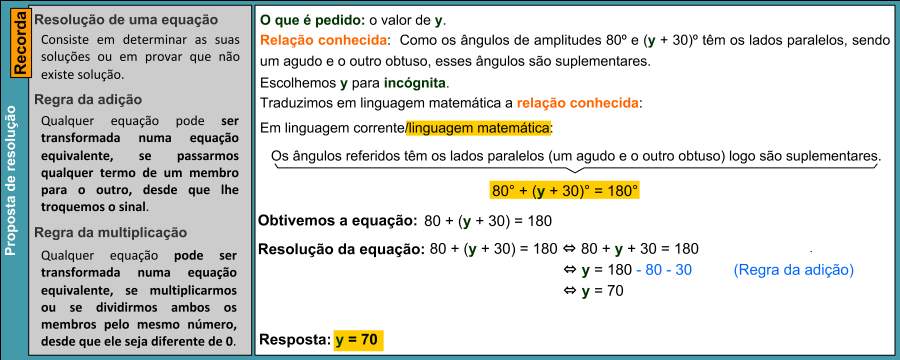 Proposta de resolução
Recorda
Resolução de uma equação
Consiste em determinar as suas
soluções ou em provar que não
existe solução.
Regra da adição
Qualquer equação pode ser
transformada numa equação
equivalente, se passarmos
qualquer termo de um membro
para o outro, desde que lhe
troquemos o sinal.
Regra da multiplicação
Qualquer equação pode ser
transformada numa equação
equivalente, se multiplicarmos
ou se dividirmos ambos os
membros pelo mesmo número,
desde que ele seja diferente de 0.
O que é pedido: o valor de y.
Relação conhecida: Como os ângulos de amplitudes 80º e (y + 30)º têm os lados paralelos, sendo
um agudo e o outro obtuso, esses ângulos são suplementares.
Escolhemos y para incógnita.
Traduzimos em linguagem matemática a relação conhecida:
Em linguagem corrente/linguagem matemática:
Os ângulos referidos têm os lados paralelos (um agudo e o outro obtuso) logo são suplementares.
80° + (y + 30)° = 180°
Obtivemos a equação: 80 + (y + 30) = 180
Resolução da equação: 80 + (y + 30) = 180 ⇔ 80 + y + 30 = 180
⇔ y = 180 - 80 - 30 (Regra da adição)
⇔ y = 70
Resposta: y = 70